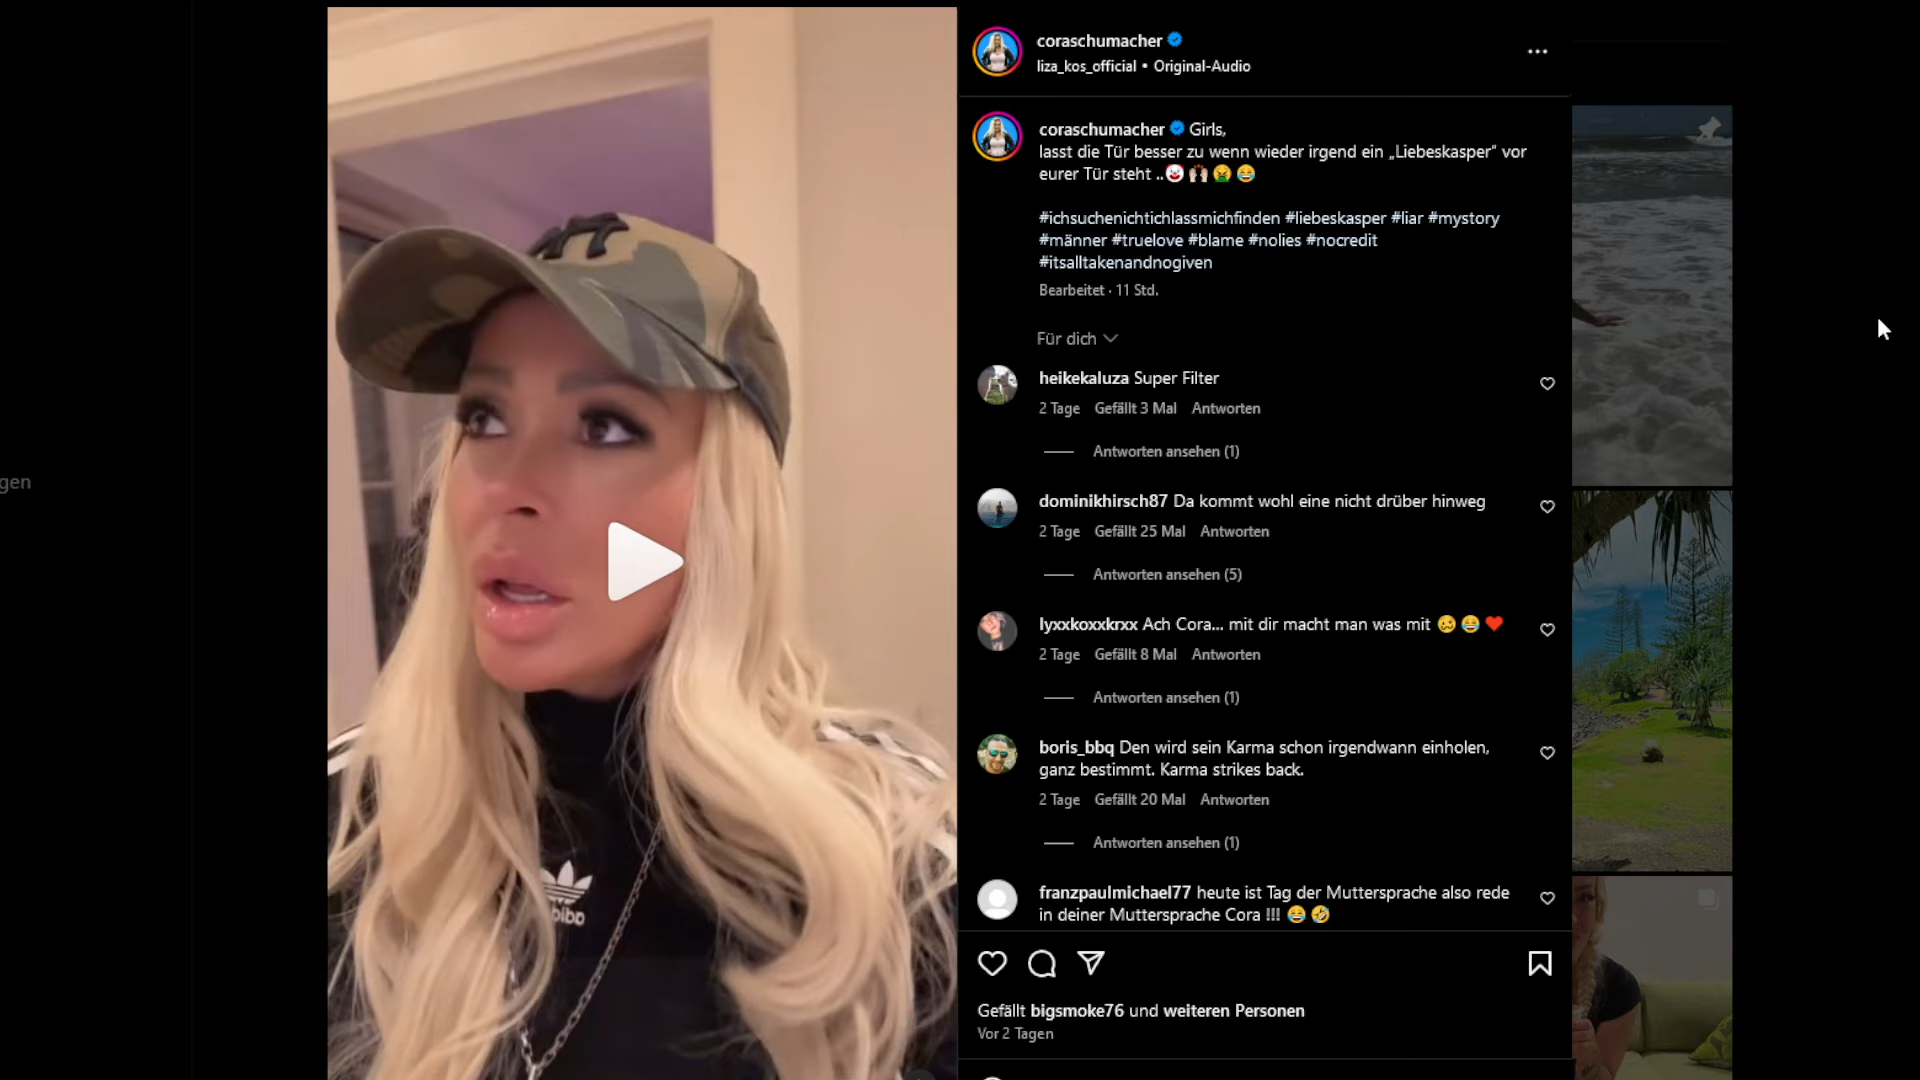 coraschumacher
liza_kos_official • Original-Audio
coraschumacher Girls,
lasst die Tür besser zu wenn wieder irgend ein „Liebeskasper“ vor
eurer Tür steht ..🤡🙌🏼🤮😂
#ichsuchenichtichlassmichfinden #liebeskasper #liar #mystory
#männer #truelove #blame #nolies #nocredit
#itsalltakenandnogiven
Bearbeitet · 11 Std.
Für dich
heikekaluza Super Filter
2 Tage Gefällt 3 Mal Antworten
Antworten ansehen (1)
gen
dominikhirsch87 Da kommt wohl eine nicht drüber hinweg
2 Tage Gefällt 25 Mal Antworten
Antworten ansehen (5)
lyxxkoxxkrxx Ach Cora... mit dir macht man was mit 🥴😂❤️
2 Tage Gefällt 8 Mal Antworten
Antworten ansehen (1)
boris_bbq Den wird sein Karma schon irgendwann einholen,
ganz bestimmt. Karma strikes back.
2 Tage Gefällt 20 Mal Antworten
Antworten ansehen (1)
franzpaulmichael77 heute ist Tag der Muttersprache also rede
in deiner Muttersprache Cora !!! 😂🤣
Gefällt bigsmoke76 und weiteren Personen
Vor 2 Tagen